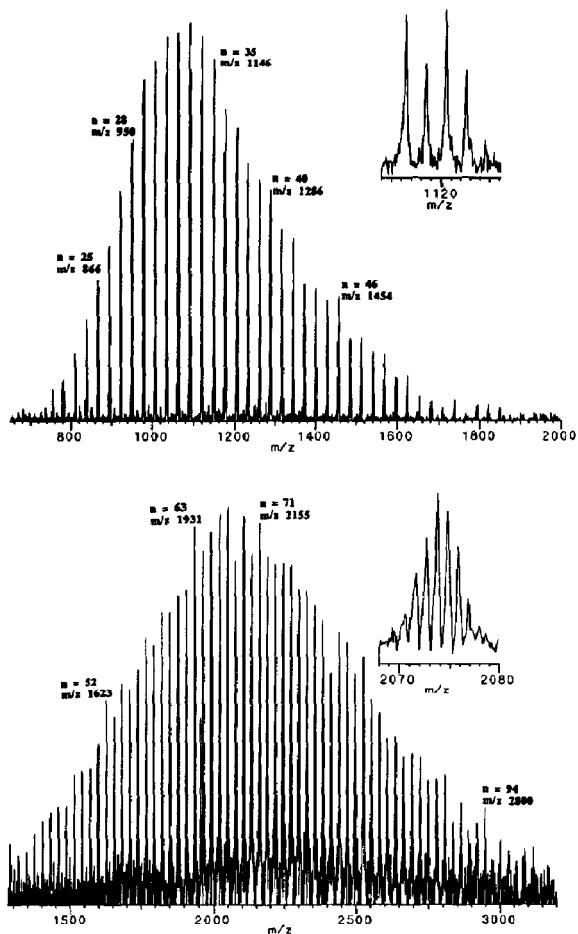 n = 35
m/z 1146
n = 28
m/z 950
n = 40
m/z 1286
n = 25
m/z 866
n = 46
m/z 1454
1120
m/z
800
1000
1200
1400
1600
1800
2000
m/z
n = 63
m/z 1931
n = 71
m/z 2155
n = 52
m/z 1623
2070
2080
m/z
n = 94
m/z 2800
1500
2000
2500
3000
m/z